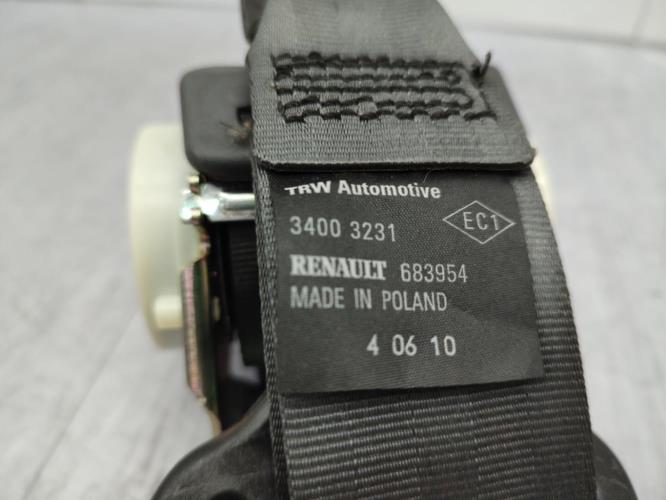 TRW Automotive
3400 3231
EC1
RENAULT 683954
MADE IN POLAND
4 06 10